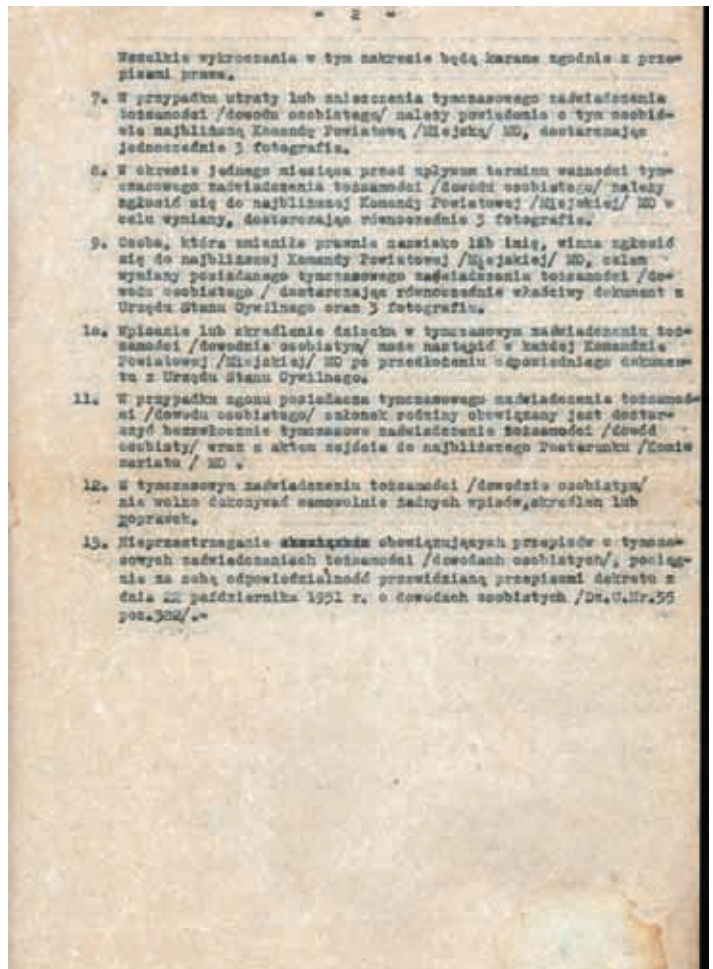 - 2 -
Wszelkie wykroczenia w tym zakresie będą karane zgodnie z prze-
pisami prawa.
7. W przypadku utraty lub zniszczenia tymczasowego zaświadczenia
tożsamości /dowodu osobistego/ należy powiadomić o tym osobiś-
cie najbliższą Komendę Powiatową /Miejską/ MO, dostarczając
jednocześnie 3 fotografie.
8. W okresie jednego miesiąca przed upływem terminu ważności tym-
czasowego zaświadczenia tożsamości /dowodu osobistego/ należy
zgłosić się do najbliższej Komendy Powiatowej /Miejskiej/ MO w
celu wymiany, dostarczając równocześnie 3 fotografie.
9. Osoba, która zmieniła prawnie nazwisko lub imię, winna zgłosić
się do najbliższej Komendy Powiatowej /Miejskiej/ MO, celem
wymiany posiadanego tymczasowego zaświadczenia tożsamości /do-
wodu osobistego / dostarczając równocześnie właściwy dokument z
Urzędu Stanu Cywilnego oraz 3 fotografie.
1o. Wpisanie lub skreślenie dziecka w tymczasowym zaświadczeniu toż-
samości /dowodzie osobistym/ może nastąpić w każdej Komendzie
Powiatowej /Miejskiej/ MO po przedłożeniu odpowiedniego dokumen-
tu z Urzędu Stanu Cywilnego.
11. W przypadku zgonu posiadacza tymczasowego zaświadczenia tożsamoś-
ci /dowodu osobistego/ członek rodziny obowiązany jest dostar-
czyć bezzwłocznie tymczasowe zaświadczenie tożsamości /dowód
osobisty/ wraz z aktem zejścia do najbliższego Posterunku /Komis
sariatu / MO .
12. W tymczasowym zaświadczeniu tożsamości /dowodzie osobistym/
nie wolno dokonywać samowolnie żadnych wpisów,skreśleń lub
poprawek.
13. Nieprzestrzeganie obowiązujących przepisów o tymcza-
sowych zaświadczeniach tożsamości /dowodach osobistych/, pociąg-
nie za sobą odpowiedzialność przewidzianą przepisami dekretu z
dnia 22 października 1951 r. o dowodach osobistych /Dz.U.Nr.55
poz.382/.-